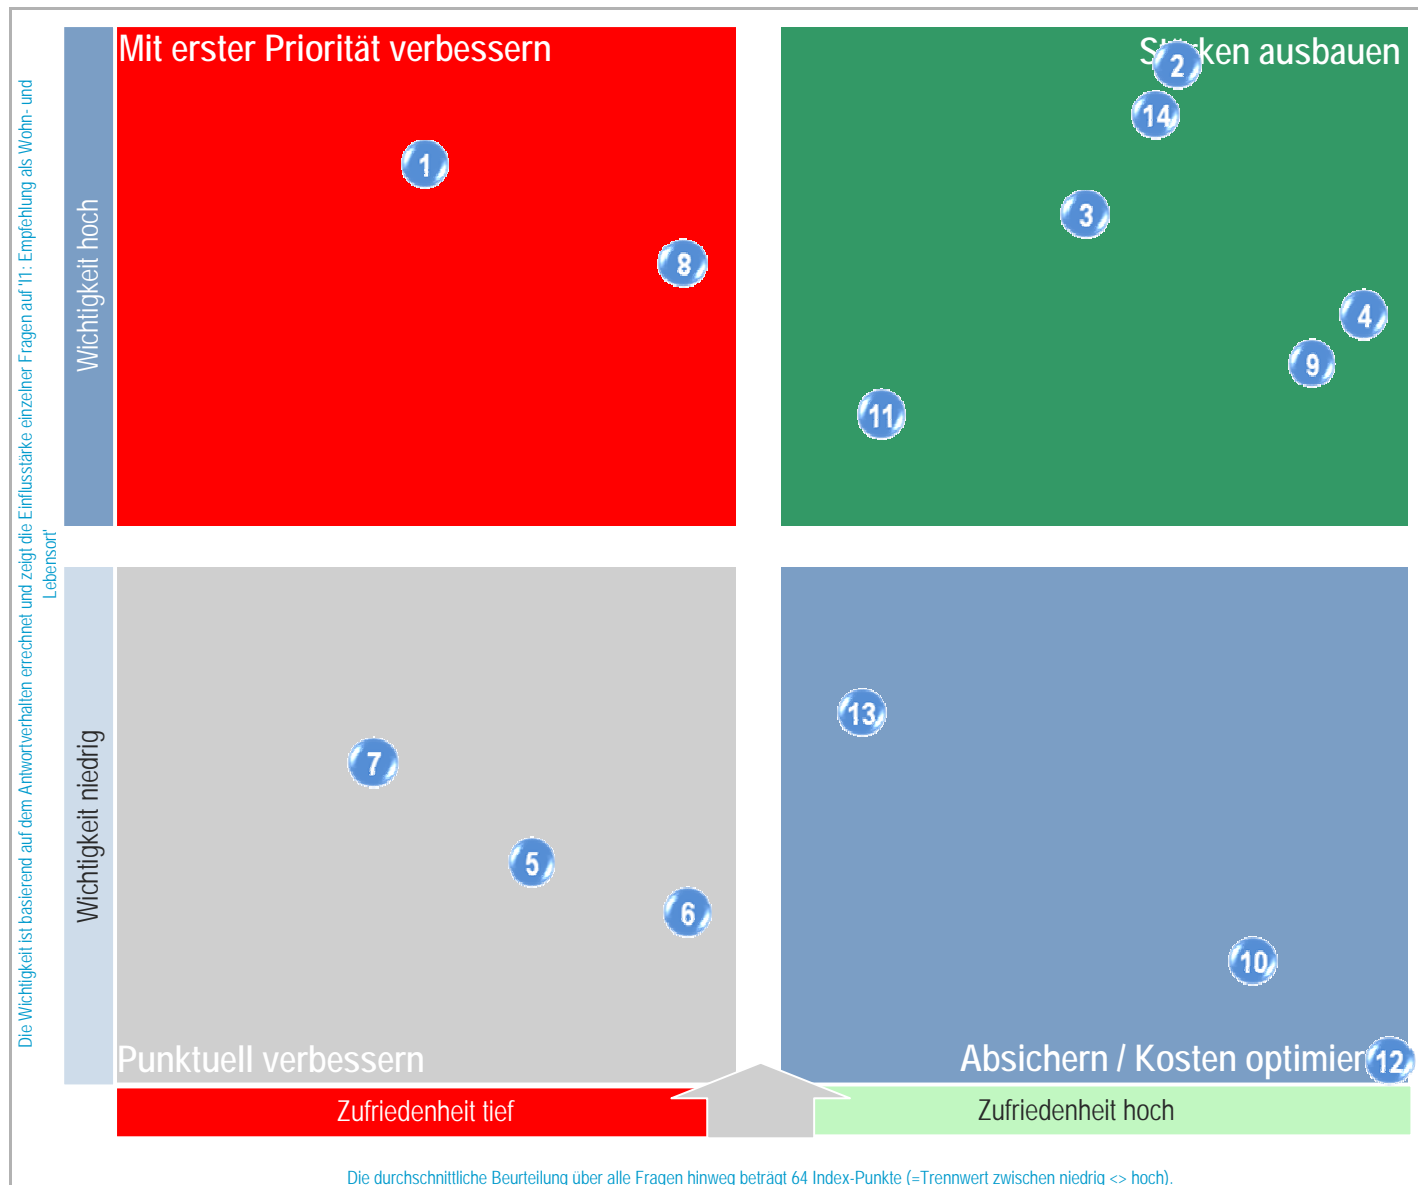 Mit erster Priorität verbessern
ken ausbauen
2
14
1
3
8
4
9
11
Wichtigkeit hoch
Die Wichtigkeit ist basierend auf dem Antwortverhalten errechnet und zeigt die Einflusstärke einzelner Fragen auf 'I1: Empfehlung als Wohn- und
Lebensort'
Wichtigkeit niedrig
13
7
5
6
10
Punktuell verbessern
Absichern / Kosten optimier
12
Zufriedenheit tief
Zufriedenheit hoch
Die durchschnittliche Beurteilung über alle Fragen hinweg beträgt 64 Index-Punkte (=Trennwert zwischen niedrig <> hoch).